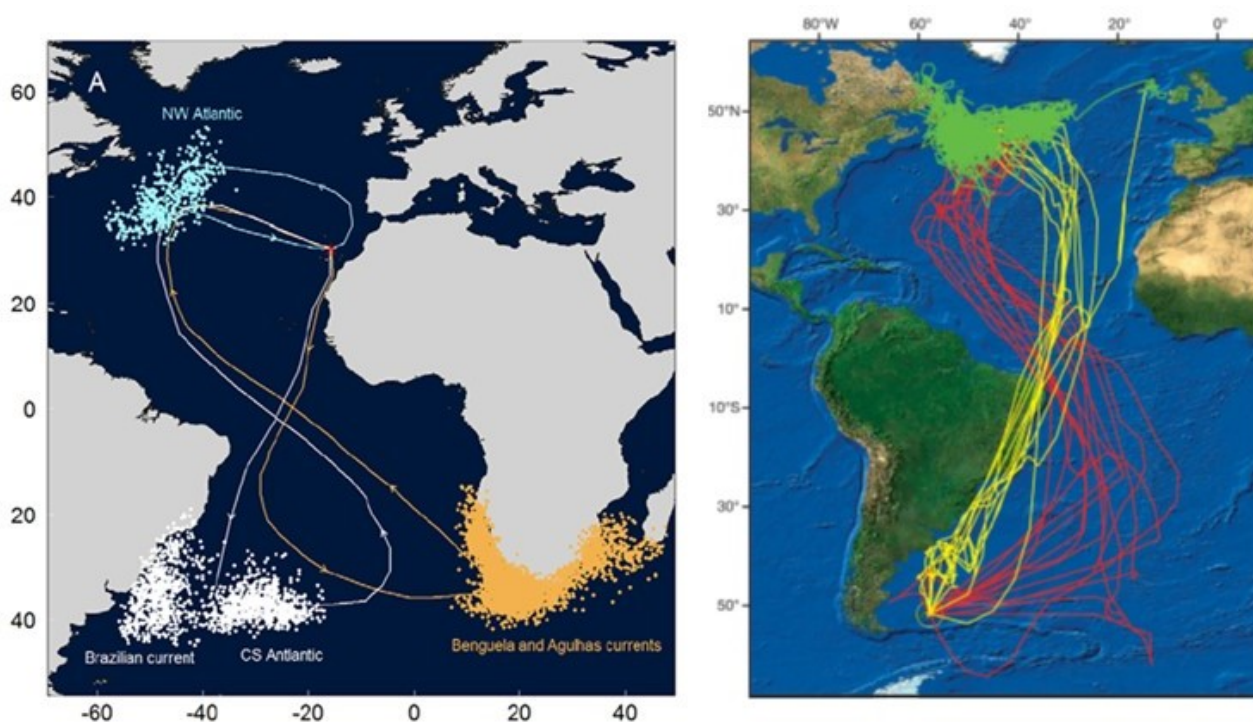 A
NW Atlantic
60
40
20
0
20
40
Brazilian current
CS Antlantic
Benguela and Agulhas currents
-60
-40
-20
0
20
40
80°W
60°
40°
20°
0°
50°N
30°
10°
10°S
30°
50°